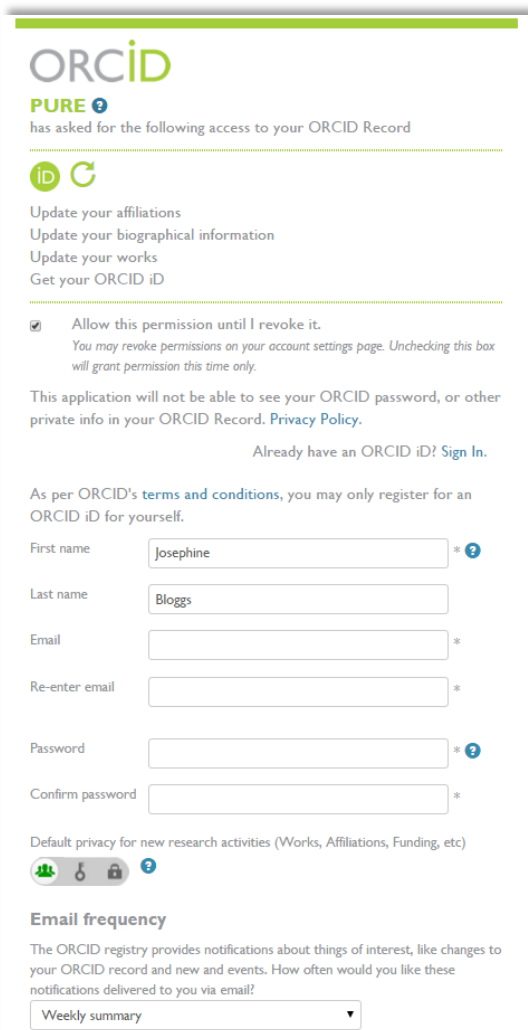 ORCiD
PURE ?
has asked for the following access to your ORCID Record
iD
Update your affiliations
Update your biographical information
Update your works
Get your ORCID iD
Allow this permission until I revoke it.
You may revoke permissions on your account settings page. Unchecking this box
will grant permission this time only.
This application will not be able to see your ORCID password, or other
private info in your ORCID Record. Privacy Policy.
Already have an ORCID iD? Sign In.
As per ORCID's terms and conditions, you may only register for an
ORCID iD for yourself.
First name Josephine * ?
Last name Bloggs
Email *
Re-enter email *
Password * ?
Confirm password *
Default privacy for new research activities (Works, Affiliations, Funding, etc)
?
Email frequency
The ORCID registry provides notifications about things of interest, like changes to
your ORCID record and new and events. How often would you like these
notifications delivered to you via email?
Weekly summary